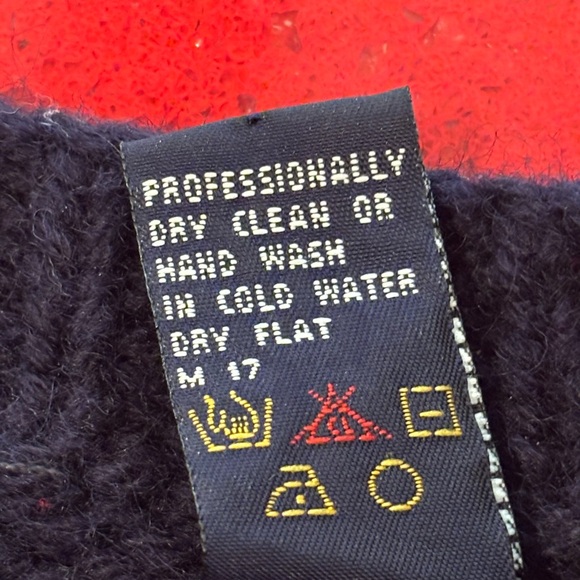 PROFESSIONALLY
DRY CLEAN OR
HAND WASH
IN COLD WATER
DRY FLAT
M 17